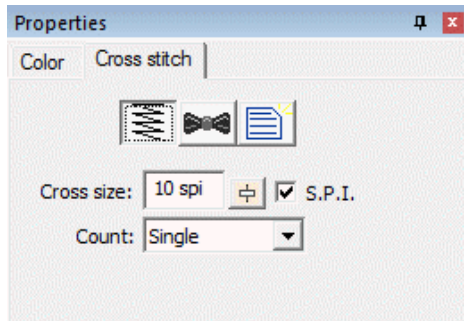 Properties
Color Cross stitch
Cross size: 10 spi S.P.I.
Count: Single